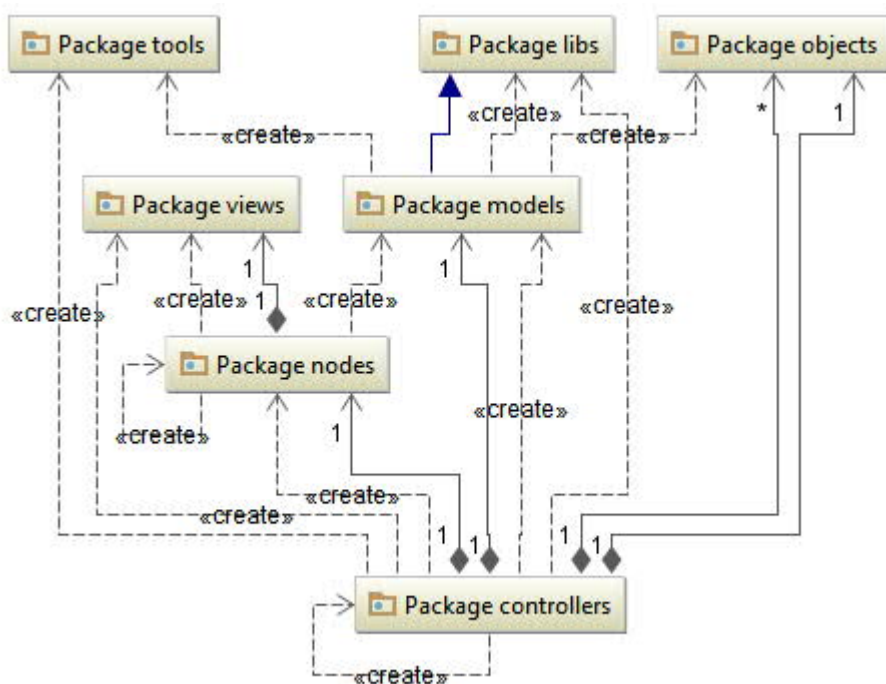 Package tools
Package libs
Package objects
«create»
«create»
«create»
*
1
Package views
Package models
1
1
1
«create»
«create»
«create»
«create»
Package nodes
«create»
1
«create»
«create»
«create»
1
1
1
1
Package controllers
«create»